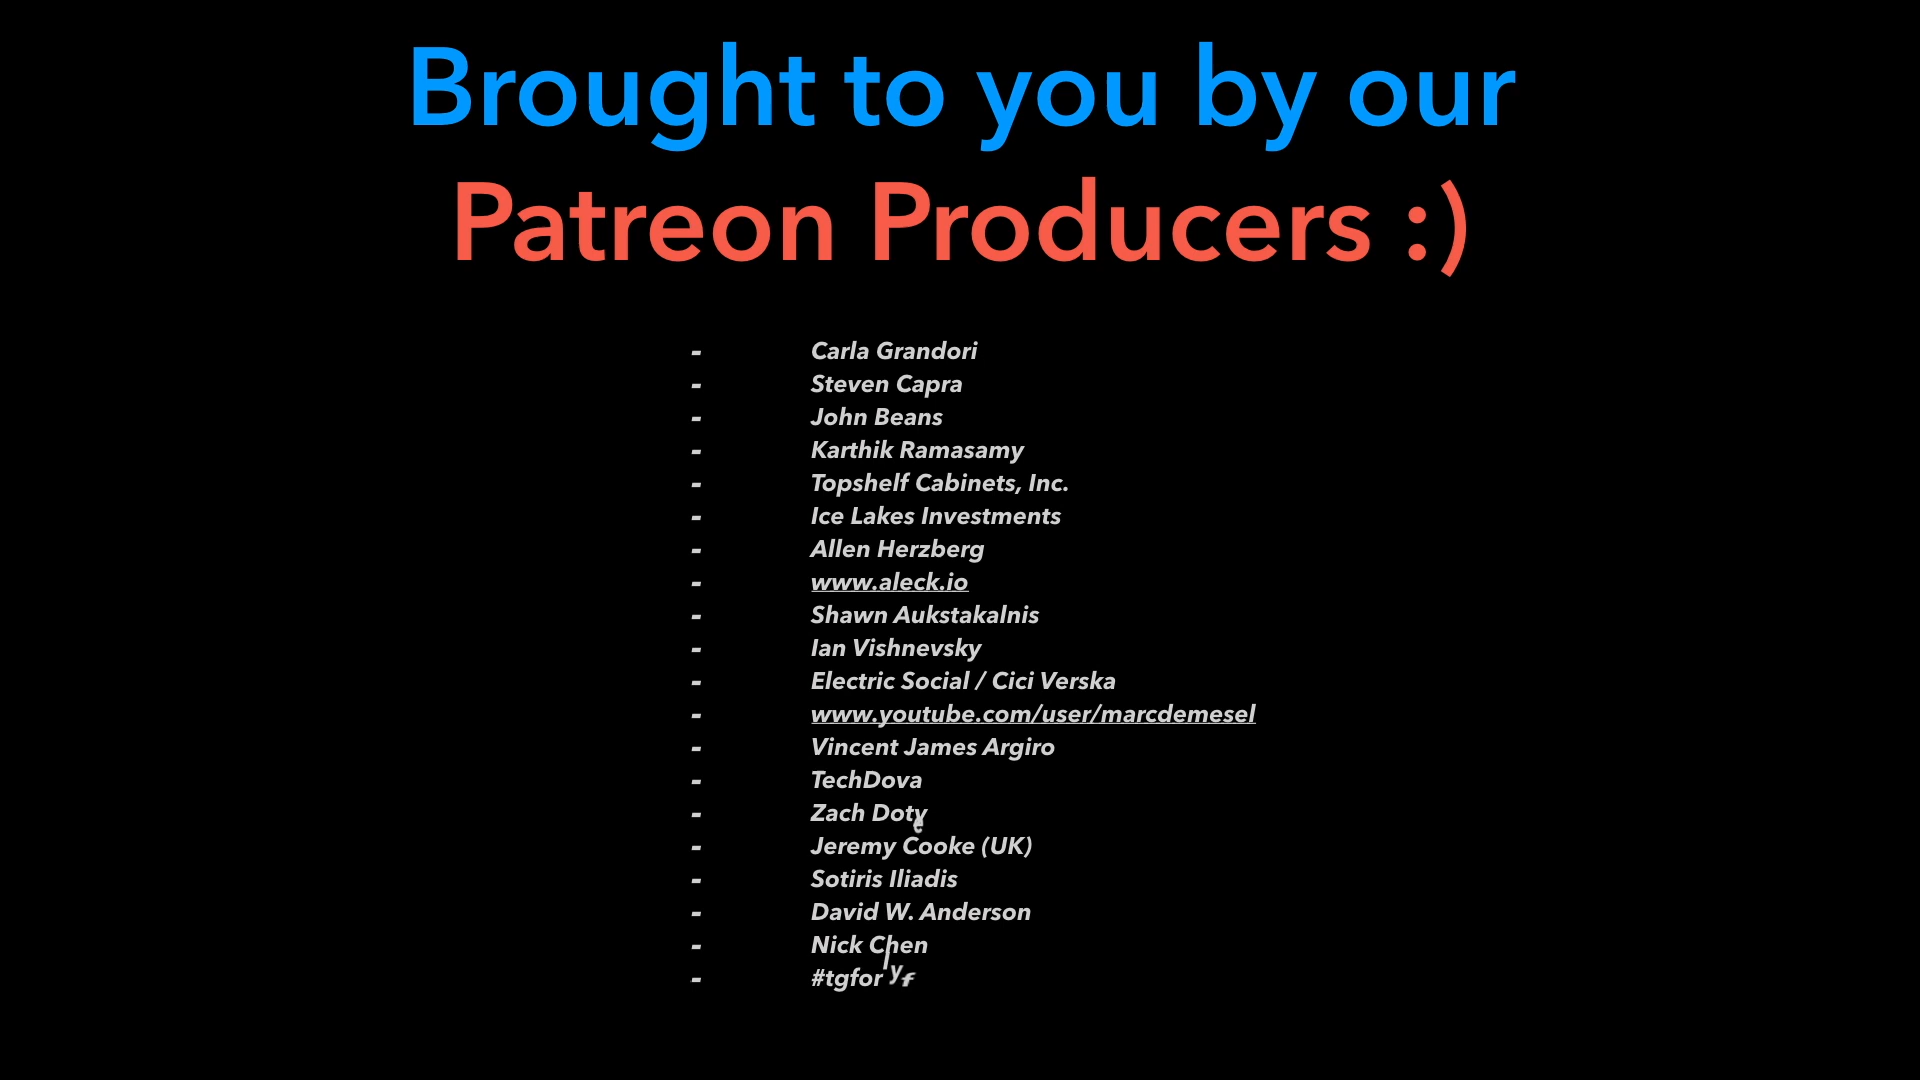 Brought to you by our
Patreon Producers :)
- Carla Grandori
- Steven Capra
- John Beans
- Karthik Ramasamy
- Topshelf Cabinets, Inc.
- Ice Lakes Investments
- Allen Herzberg
- www.aleck.io
- Shawn Aukstakalnis
- Ian Vishnevsky
- Electric Social / Cici Verska
- www.youtube.com/user/marcdemesel
- Vincent James Argiro
- TechDova
- Zach Doty
- Jeremy Cooke (UK)
- Sotiris Iliadis
- David W. Anderson
- Nick Chen
- #tgforlyfe